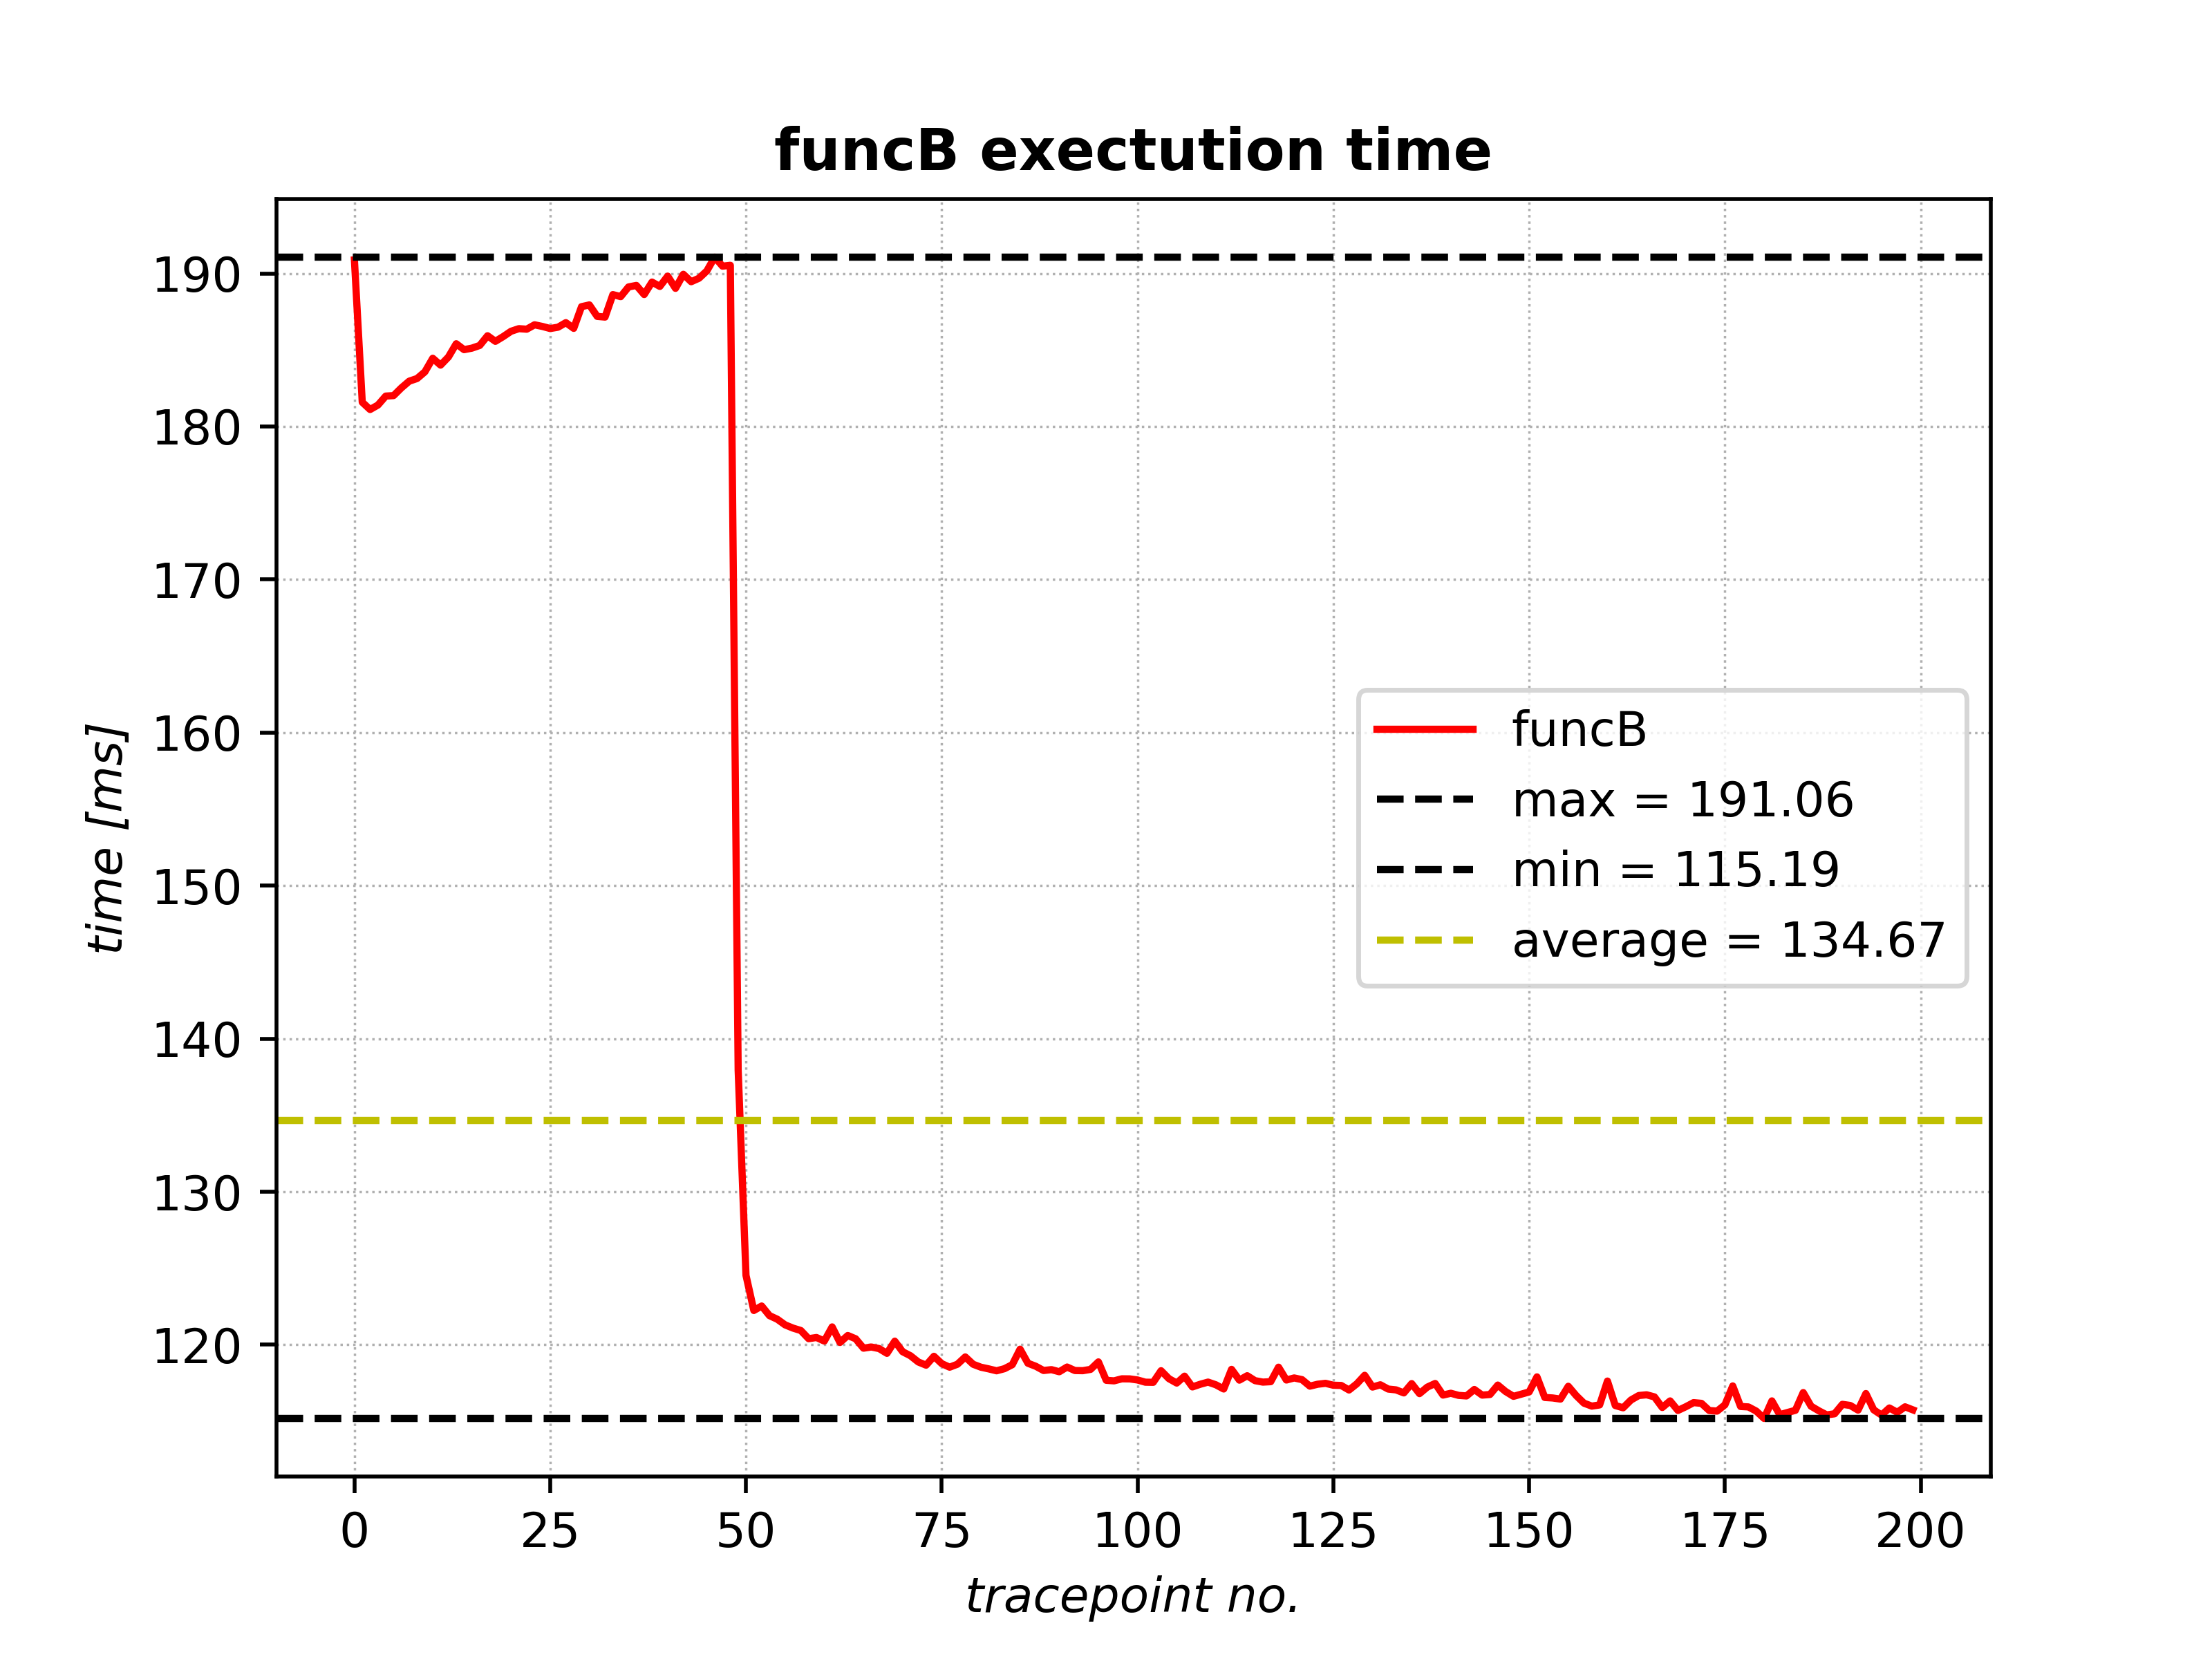 funcB exectution time
190
180
170
160
150
140
130
120
time [ms]
funcB
max = 191.06
min = 115.19
average = 134.67
0 25 50 75 100 125 150 175 200
tracepoint no.